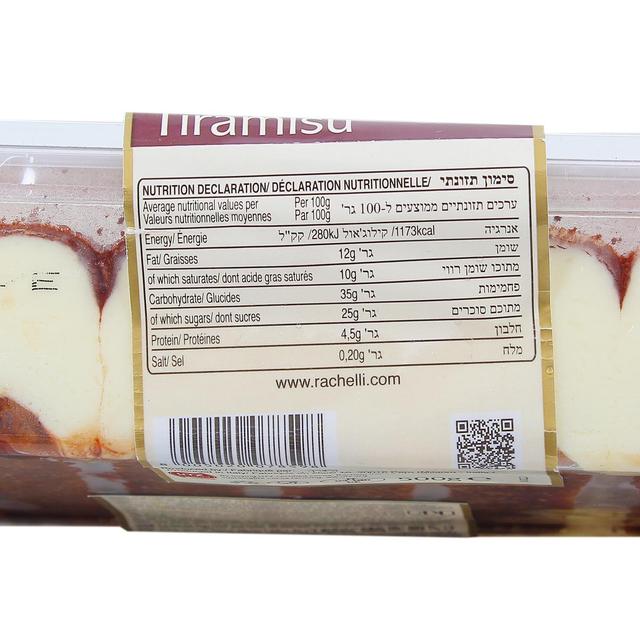 Tiramisu
NUTRITION DECLARATION/ DÉCLARATION NUTRITIONNELLE/ סימון תזונתי
Average nutritional values per Per 100g ערכים תזונתיים ממוצעים ל-100 גר'
Valeurs nutritionnelles moyennes Par 100g
Energy/ Énergie 280kJ/ קילוג'אול /1173kcal קק"ל אנרגיה
Fat/ Graisses 12g גר' שומן
of which saturates/ dont acide gras saturés 10g גר' מתוכו שומן רווי
Carbohydrate/ Glucides 35g גר' פחמימות
of which sugars/ dont sucres 25g גר' מתוכם סוכרים
Protein/ Protéines 4,5g גר' חלבון
Salt/ Sel 0,20g גר' מלח
www.rachelli.com
500g e